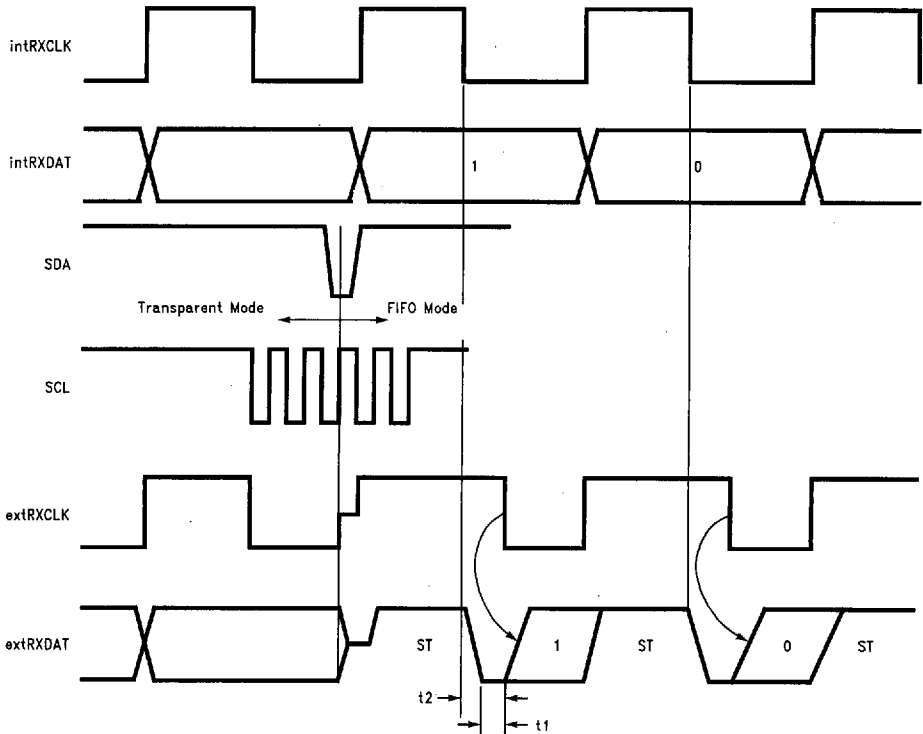 intRXCLK
intRXDAT
1
0
SDA
Transparent Mode
FIFO Mode
SCL
extRXCLK
extRXDAT
ST
1
ST
0
ST
t2
t1